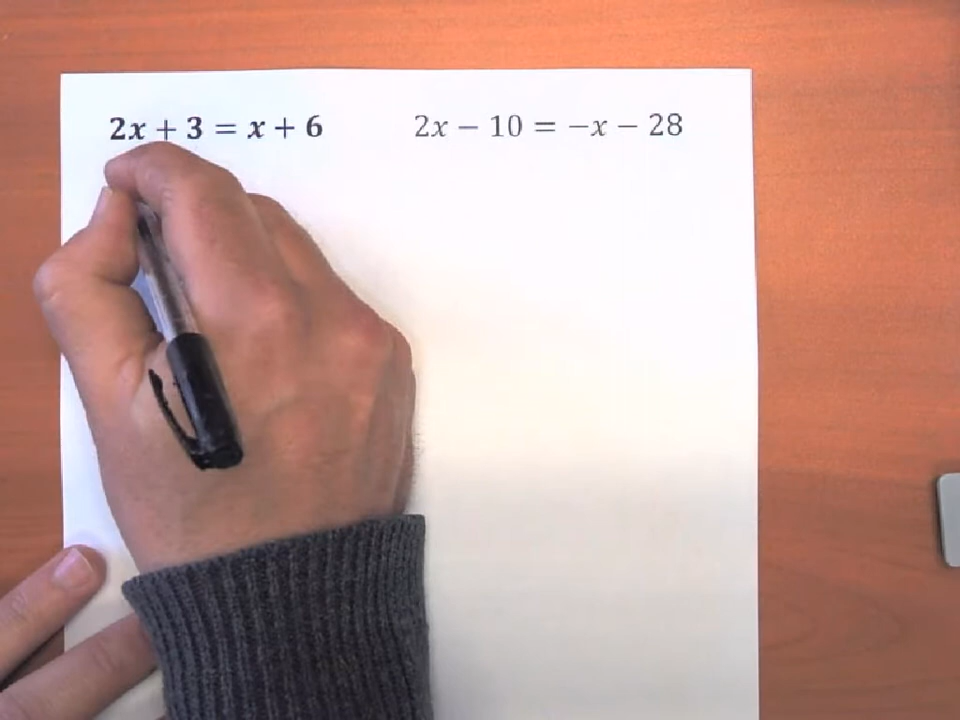 2x + 3 = x + 6
2x − 10 = −x − 28